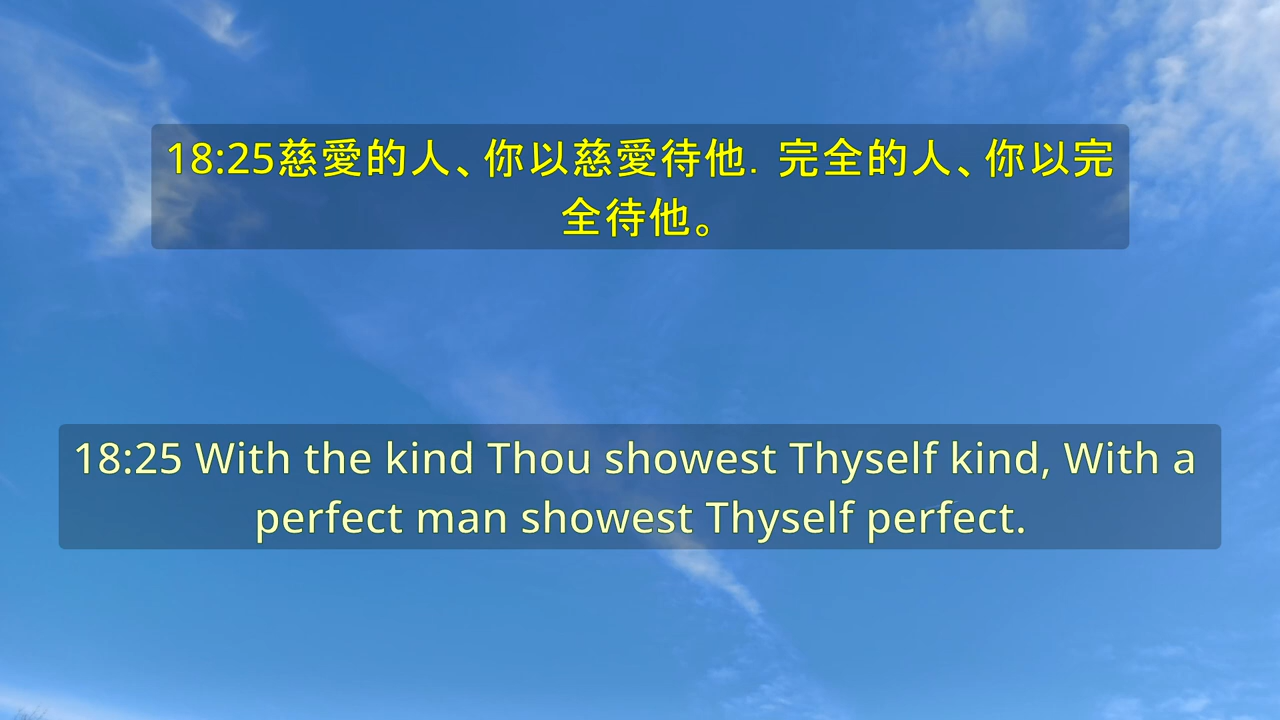 18:25慈愛的人、你以慈愛待他．完全的人、你以完
全待他。
18:25 With the kind Thou showest Thyself kind, With a
perfect man showest Thyself perfect.